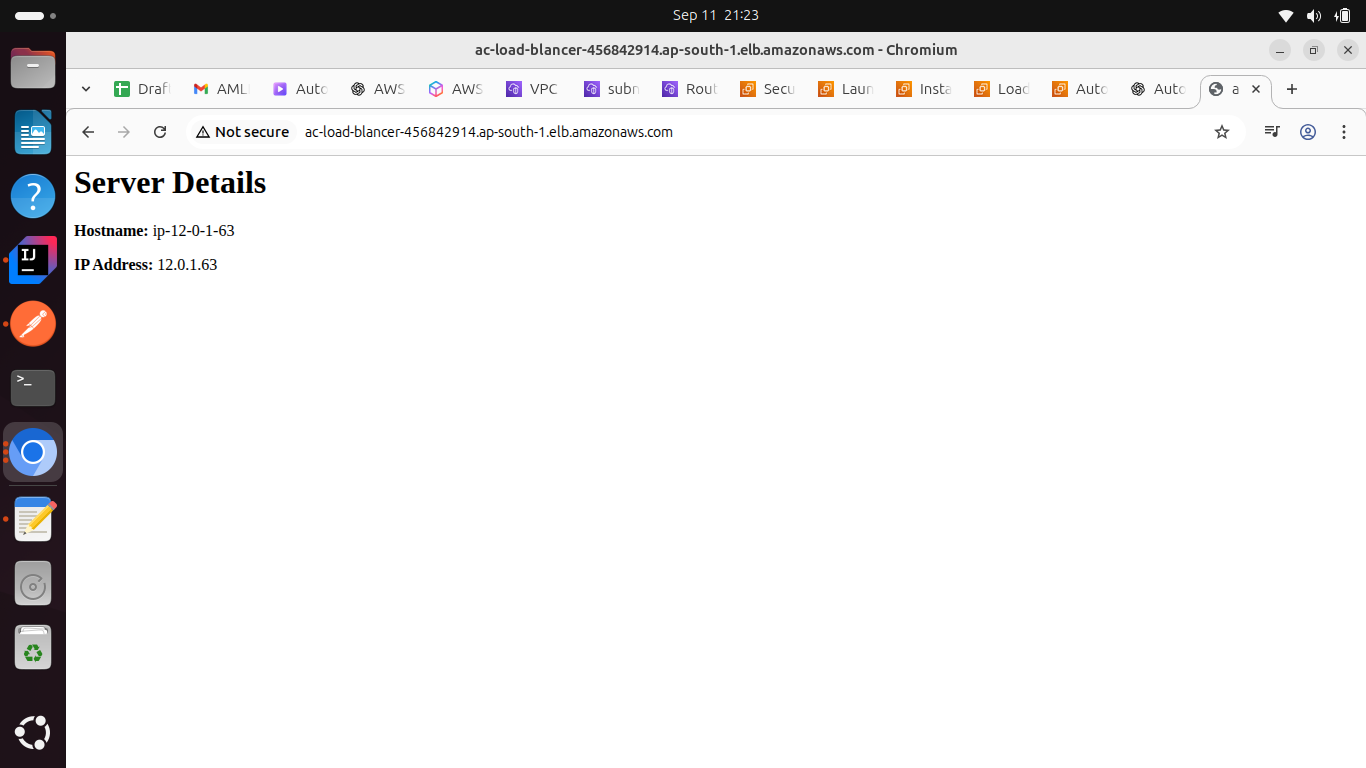 Sep 11 21:23
ac-load-blancer-456842914.ap-south-1.elb.amazonaws.com - Chromium
Draf AML Auto AWS AWS VPC subn Rout Secu Laun Insta Load Auto Auto a
Not secure ac-load-blancer-456842914.ap-south-1.elb.amazonaws.com
Server Details
Hostname: ip-12-0-1-63
IP Address: 12.0.1.63
IJ
>_